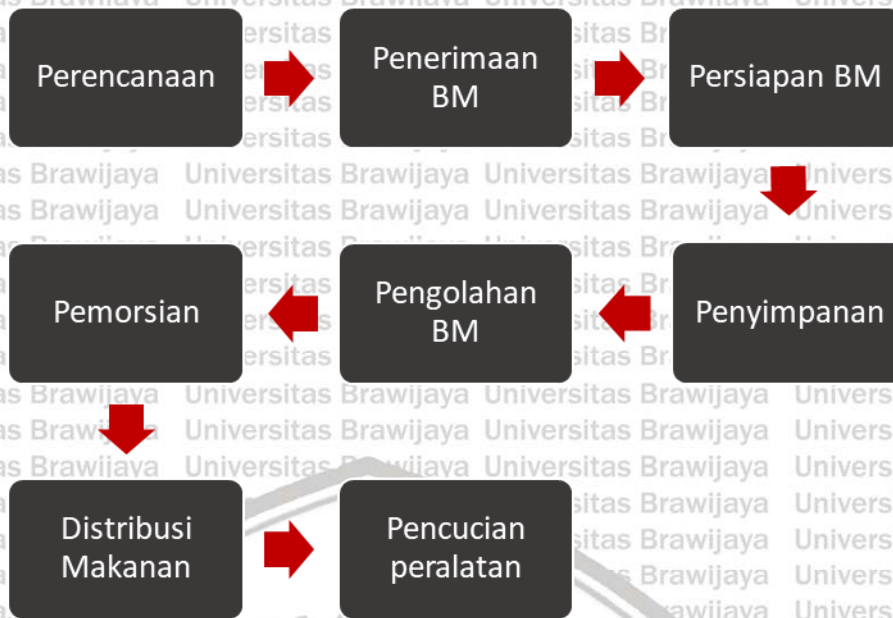 Perencanaan
Penerimaan
BM
Persiapan BM
Penyimpanan
Pengolahan
BM
Pemorsian
Distribusi
Makanan
Pencucian
peralatan